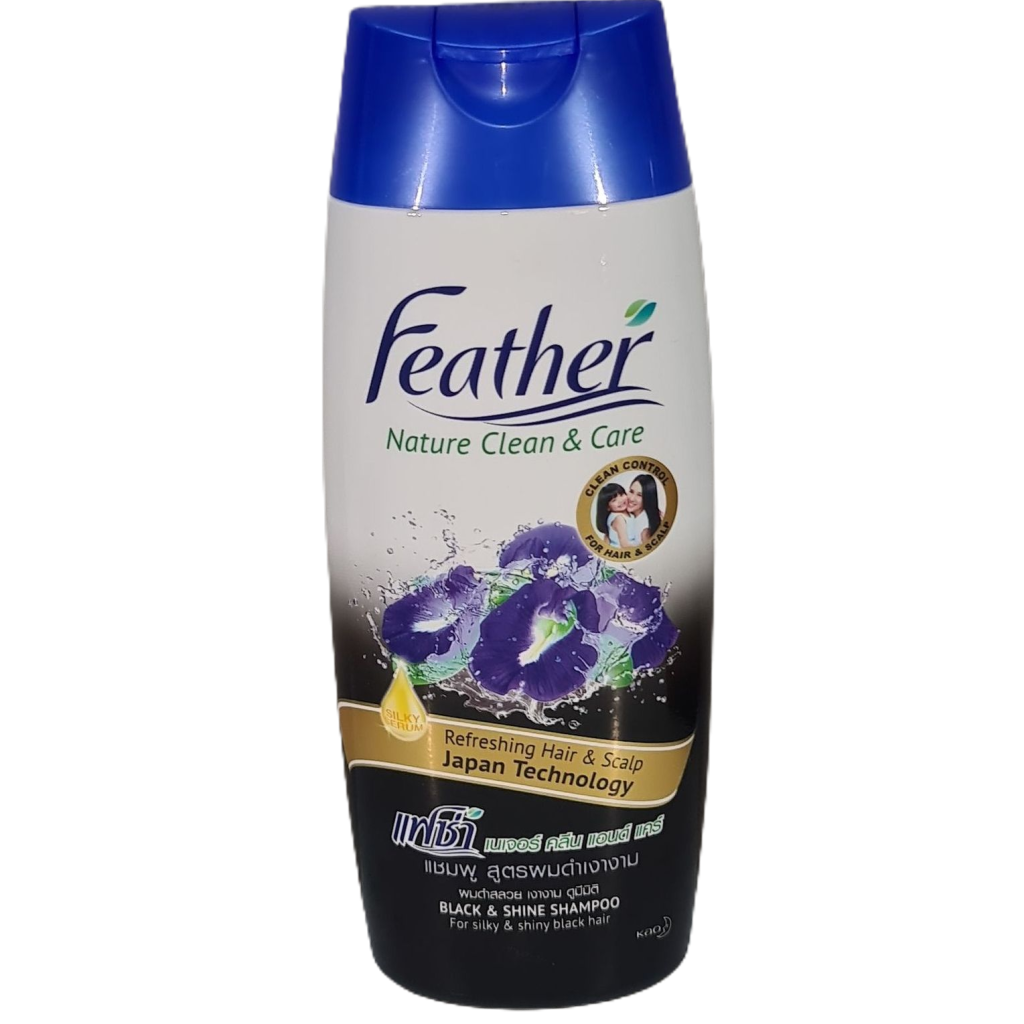 Feather
Nature Clean & Care
CLEAN CONTROL
FOR HAIR & SCALP
SILKY
SERUM
Refreshing Hair & Scalp
Japan Technology
แฟซ่า เนเจอร์ คลีน แอนด์ แคร์
แชมพู สูตรผมดำเงางาม
ผมดำสลวย เงางาม ดูมีมิติ
BLACK & SHINE SHAMPOO
For silky & shiny black hair
Kao